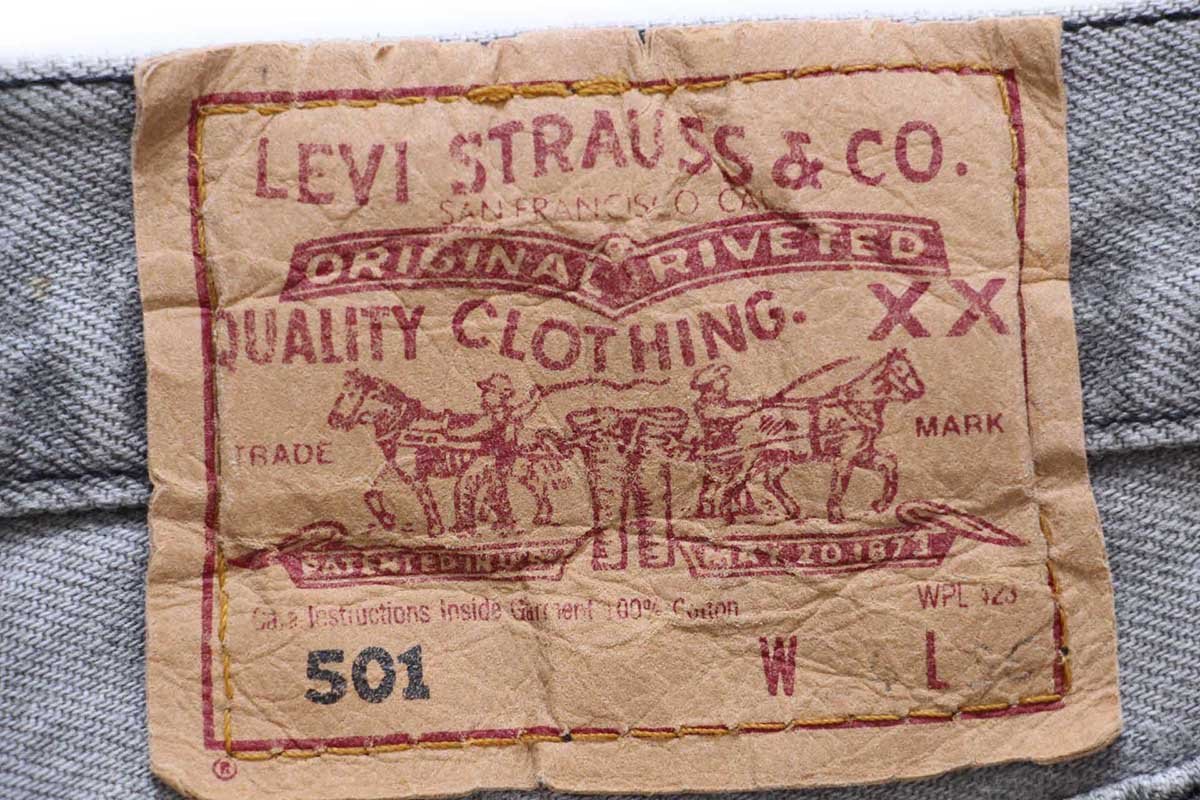 LEVI STRAUSS & CO.
SAN FRANCISCO CAL
ORIGINAL RIVETED
QUALITY CLOTHING. XX
TRADE MARK
PATENTED IN U.S. MAY 20 1873
Care Instructions Inside Garment 100% Cotton
WPL 423
501 W L
®